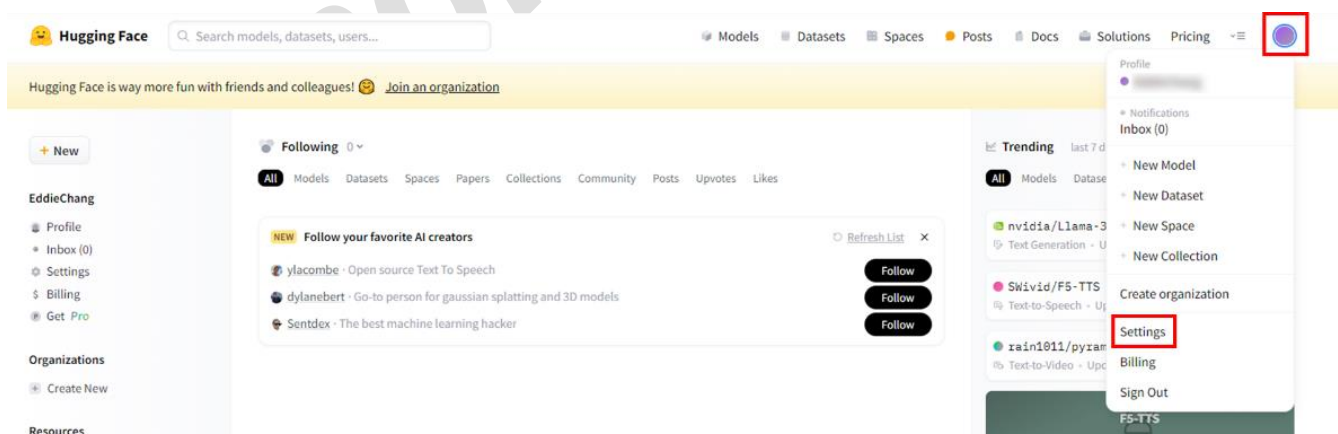 Hugging Face
Search models, datasets, users...
Models
Datasets
Spaces
Posts
Docs
Solutions
Pricing
Hugging Face is way more fun with friends and colleagues! Join an organization
+ New
EddieChang
Profile
Inbox (0)
Settings
Billing
Get Pro
Organizations
Create New
Resources
Following 0
All Models Datasets Spaces Papers Collections Community Posts Upvotes Likes
NEW Follow your favorite AI creators
Refresh List ×
ylacombe · Open source Text To Speech
Follow
dylanebert · Go-to person for gaussian splatting and 3D models
Follow
Sentdex · The best machine learning hacker
Follow
Trending last 7 d
All Models Datase
nvidia/Llama-3
Text Generation · U
SWivid/F5-TTS
Text-to-Speech · Up
rain1011/pyram
Text-to-Video · Upd
F5-TTS
Profile
Notifications
Inbox (0)
+ New Model
+ New Dataset
+ New Space
+ New Collection
Create organization
Settings
Billing
Sign Out